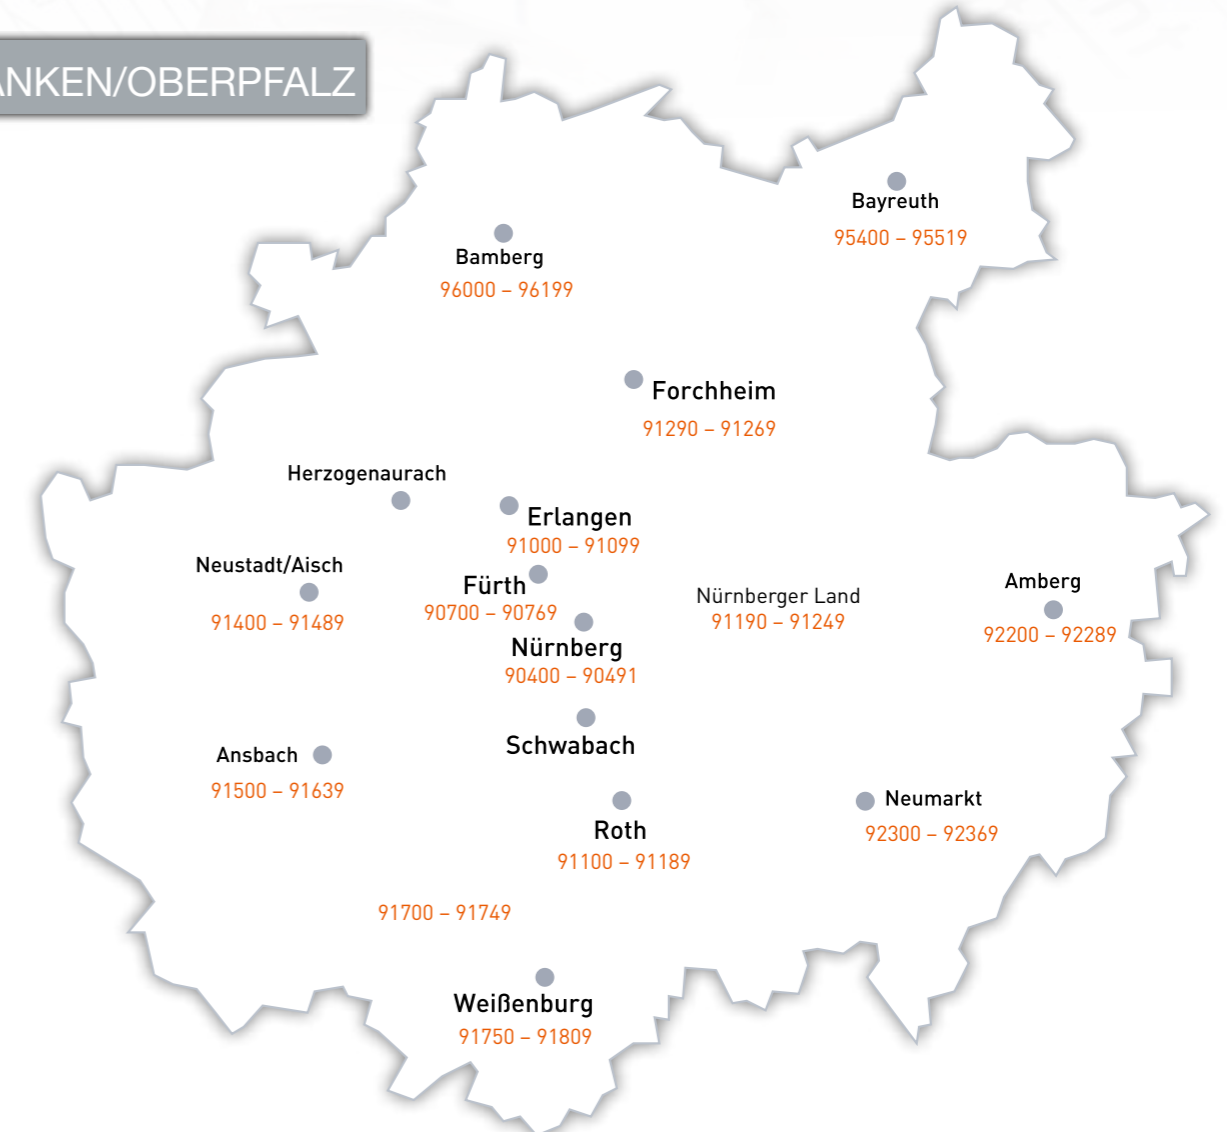 ANKEN/OBERPFALZ
Bayreuth
95400 – 95519
Bamberg
96000 – 96199
Forchheim
91290 – 91269
Herzogenaurach
Erlangen
91000 – 91099
Neustadt/Aisch
91400 – 91489
Fürth
90700 – 90769
Nürnberger Land
91190 – 91249
Amberg
92200 – 92289
Nürnberg
90400 – 90491
Schwabach
Ansbach
91500 – 91639
Neumarkt
92300 – 92369
Roth
91100 – 91189
91700 – 91749
Weißenburg
91750 – 91809